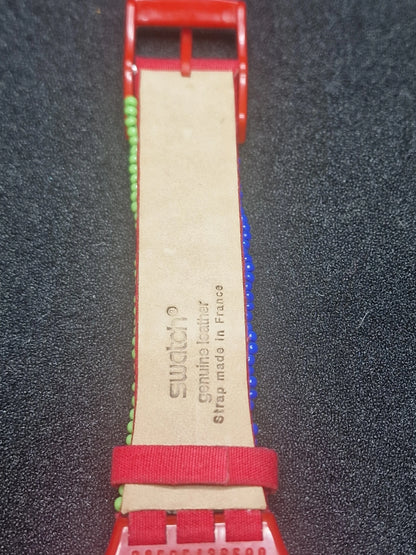 swatch®
genuine leather
Strap made in France